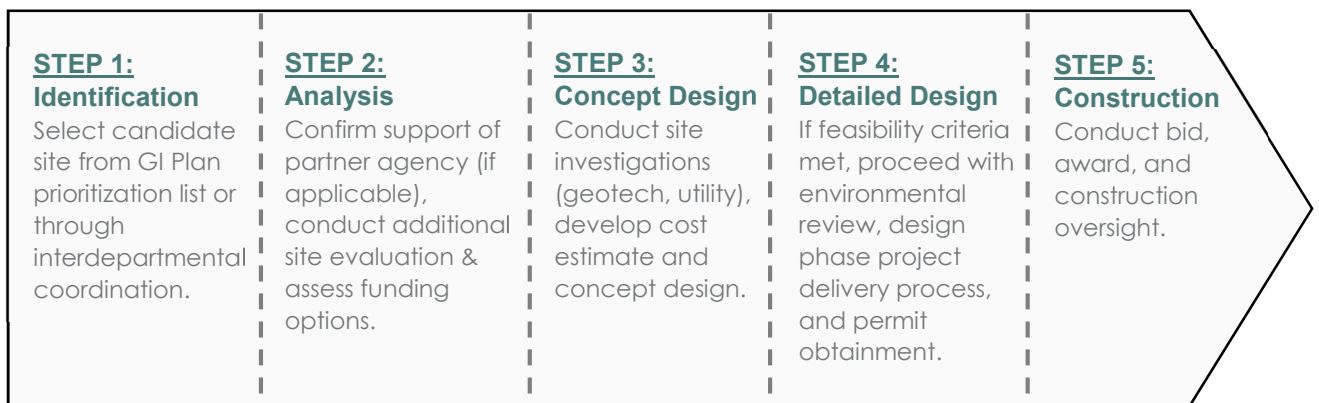 STEP 1:
Identification
Select candidate
site from GI Plan
prioritization list or
through
interdepartmental
coordination.
STEP 2:
Analysis
Confirm support of
partner agency (if
applicable),
conduct additional
site evaluation &
assess funding
options.
STEP 3:
Concept Design
Conduct site
investigations
(geotech, utility),
develop cost
estimate and
concept design.
STEP 4:
Detailed Design
If feasibility criteria
met, proceed with
environmental
review, design
phase project
delivery process,
and permit
obtainment.
STEP 5:
Construction
Conduct bid,
award, and
construction
oversight.